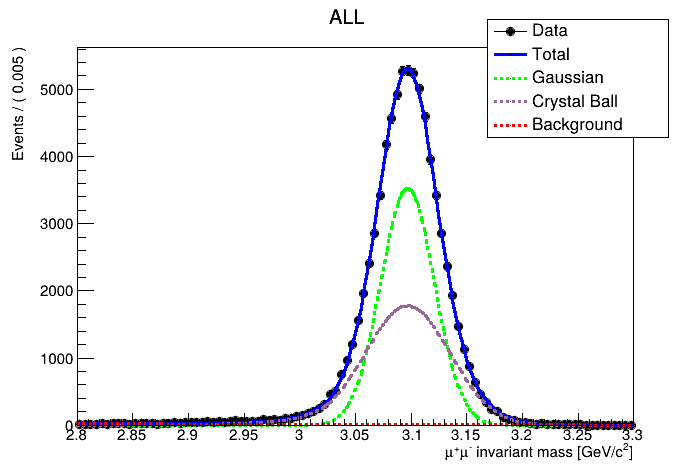 ALL
Data
Total
Gaussian
Crystal Ball
Background
Events / ( 0.005 )
5000
4000
3000
2000
1000
0
2.8 2.85 2.9 2.95 3 3.05 3.1 3.15 3.2 3.25 3.3
μ⁺μ⁻ invariant mass [GeV/c²]